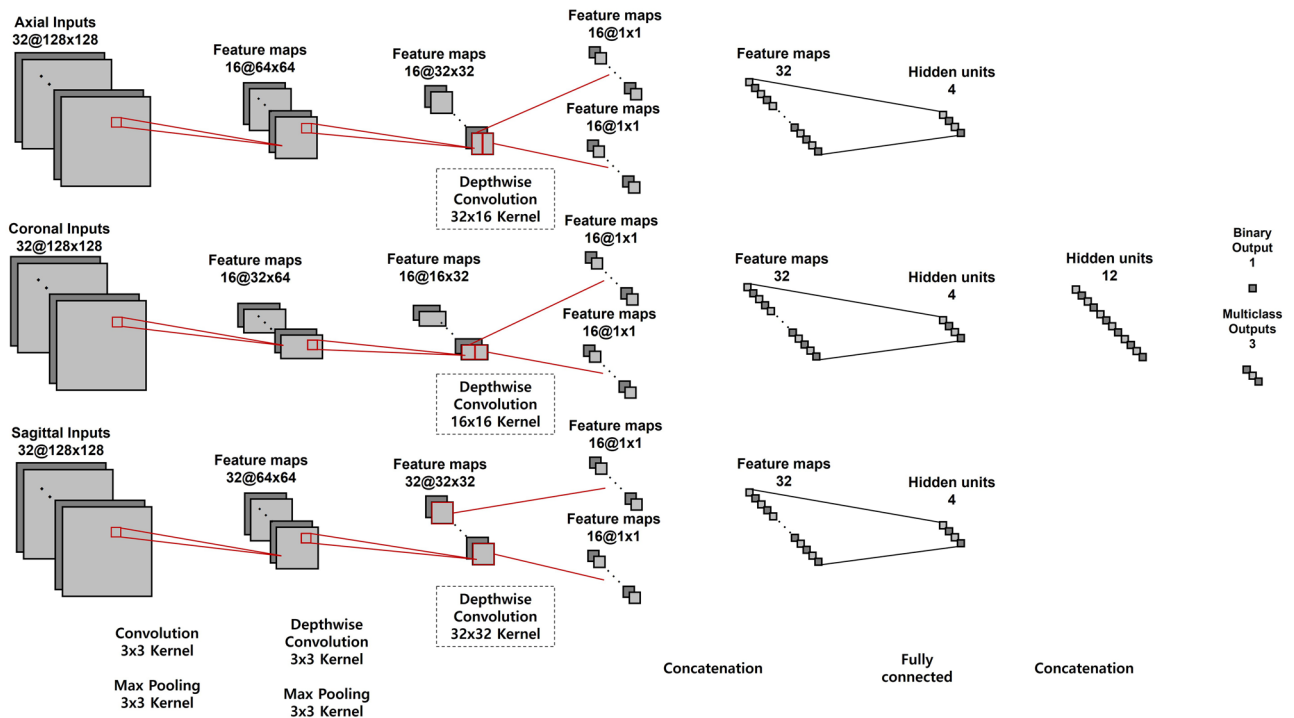 Axial Inputs
32@128x128
Feature maps
16@64x64
Feature maps
16@32x32
Feature maps
16@1x1
Feature maps
16@1x1
Depthwise
Convolution
32x16 Kernel
Feature maps
32
Hidden units
4
Coronal Inputs
32@128x128
Feature maps
16@32x64
Feature maps
16@16x32
Feature maps
16@1x1
Feature maps
16@1x1
Depthwise
Convolution
16x16 Kernel
Feature maps
32
Hidden units
4
Hidden units
12
Binary
Output
1
Multiclass
Outputs
3
Sagittal Inputs
32@128x128
Feature maps
32@64x64
Feature maps
32@32x32
Feature maps
16@1x1
Feature maps
16@1x1
Depthwise
Convolution
32x32 Kernel
Feature maps
32
Hidden units
4
Convolution
3x3 Kernel
Max Pooling
3x3 Kernel
Depthwise
Convolution
3x3 Kernel
Max Pooling
3x3 Kernel
Concatenation
Fully
connected
Concatenation